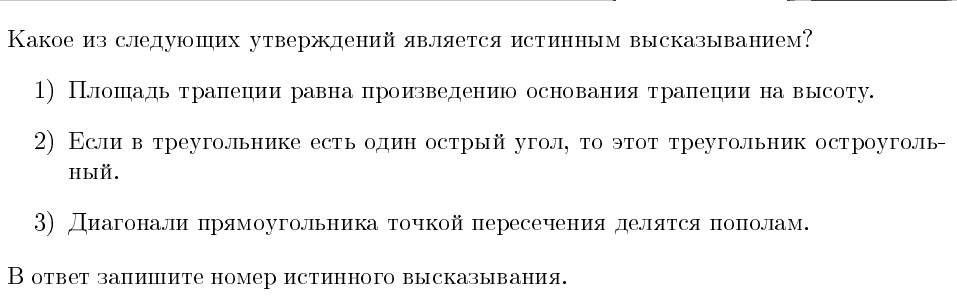 Какое из следующих утверждений является истинным высказыванием?
1) Площадь трапеции равна произведению основания трапеции на высоту.
2) Если в треугольнике есть один острый угол, то этот треугольник остроуголь-
ный.
3) Диагонали прямоугольника точкой пересечения делятся пополам.
В ответ запишите номер истинного высказывания.